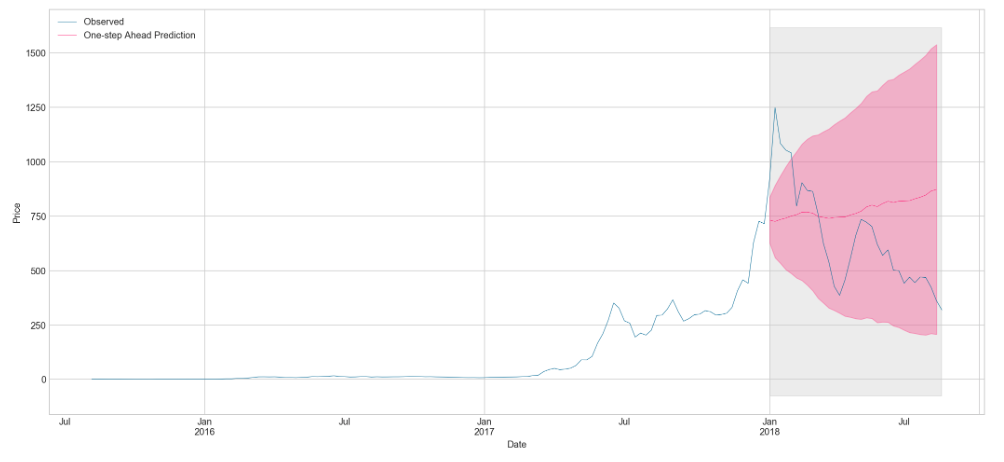 Observed
One-step Ahead Prediction
1500
1250
1000
750
500
250
0
Price
Jul
Jan
2016
Jul
Jan
2017
Jul
Jan
2018
Jul
Date